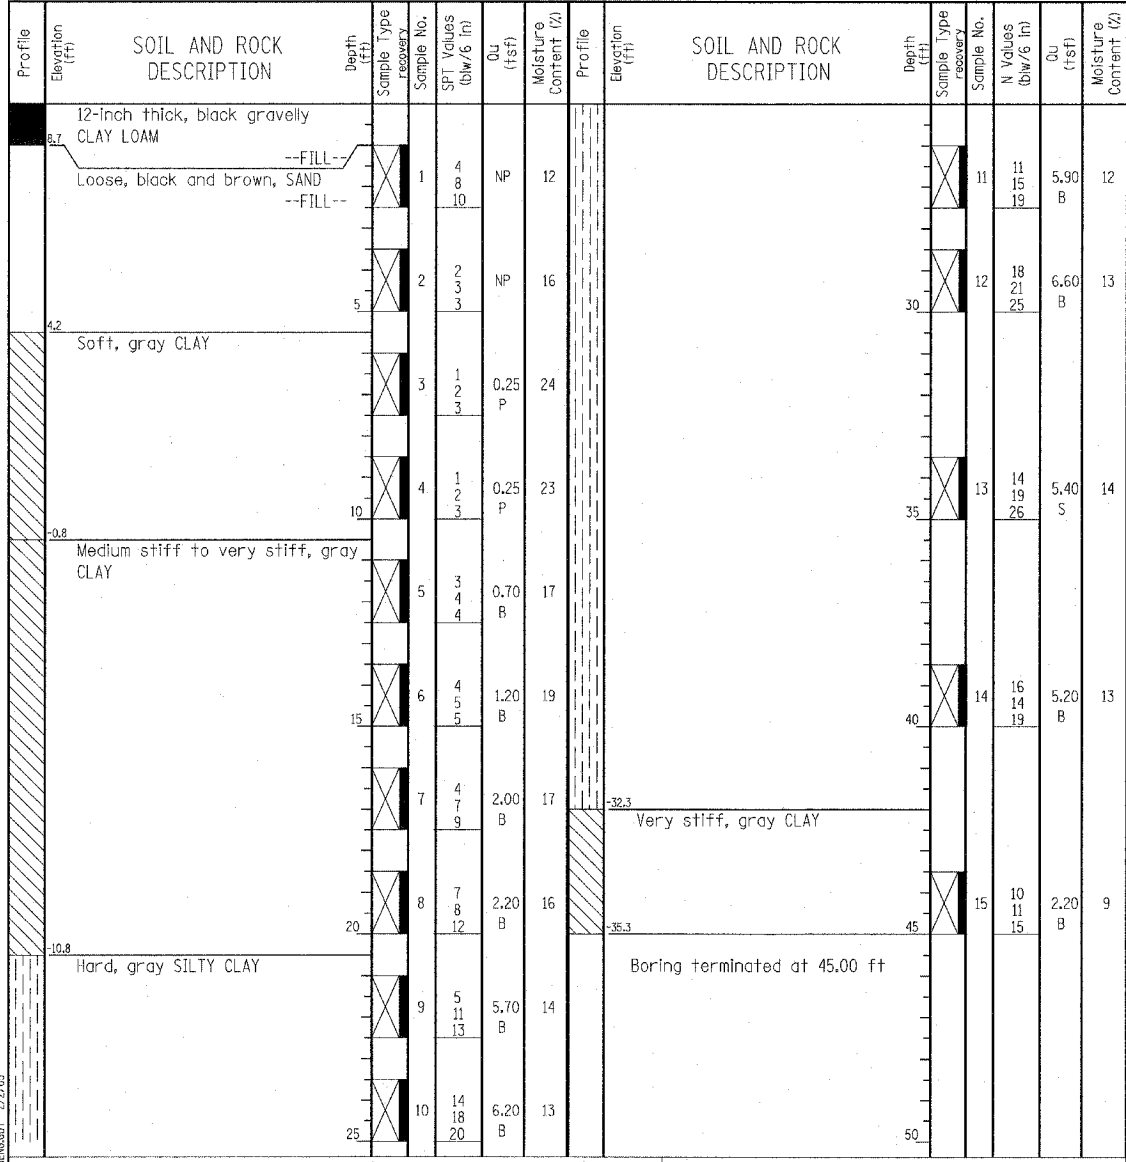 Profile
Elevation (ft)
SOIL AND ROCK
DESCRIPTION
Depth (ft)
Sample Type
recovery
Sample No.
SPT Values
(blw/6 in)
Qu
(tsf)
Moisture
Content (%)
12-inch thick, black gravelly
CLAY LOAM
8.7
--FILL--
Loose, black and brown, SAND
--FILL--
1
4
8
10
NP
12
2
2
3
3
NP
16
5
4.2
Soft, gray CLAY
3
1
2
3
0.25
P
24
4
1
2
3
0.25
P
23
10
-0.8
Medium stiff to very stiff, gray
CLAY
5
3
4
4
0.70
B
17
6
4
5
5
1.20
B
19
15
7
4
7
9
2.00
B
17
8
7
8
12
2.20
B
16
20
-10.8
Hard, gray SILTY CLAY
9
5
11
13
5.70
B
14
10
14
18
20
6.20
B
13
25
Profile
Elevation (ft)
SOIL AND ROCK
DESCRIPTION
Depth (ft)
Sample Type
recovery
Sample No.
N Values
(blw/6 in)
Qu
(tsf)
Moisture
Content (%)
11
11
15
19
5.90
B
12
12
18
21
25
6.60
B
13
30
13
14
19
26
5.40
S
14
35
14
16
14
19
5.20
B
13
40
-32.3
Very stiff, gray CLAY
15
10
11
15
2.20
B
9
-35.3
45
Boring terminated at 45.00 ft
50